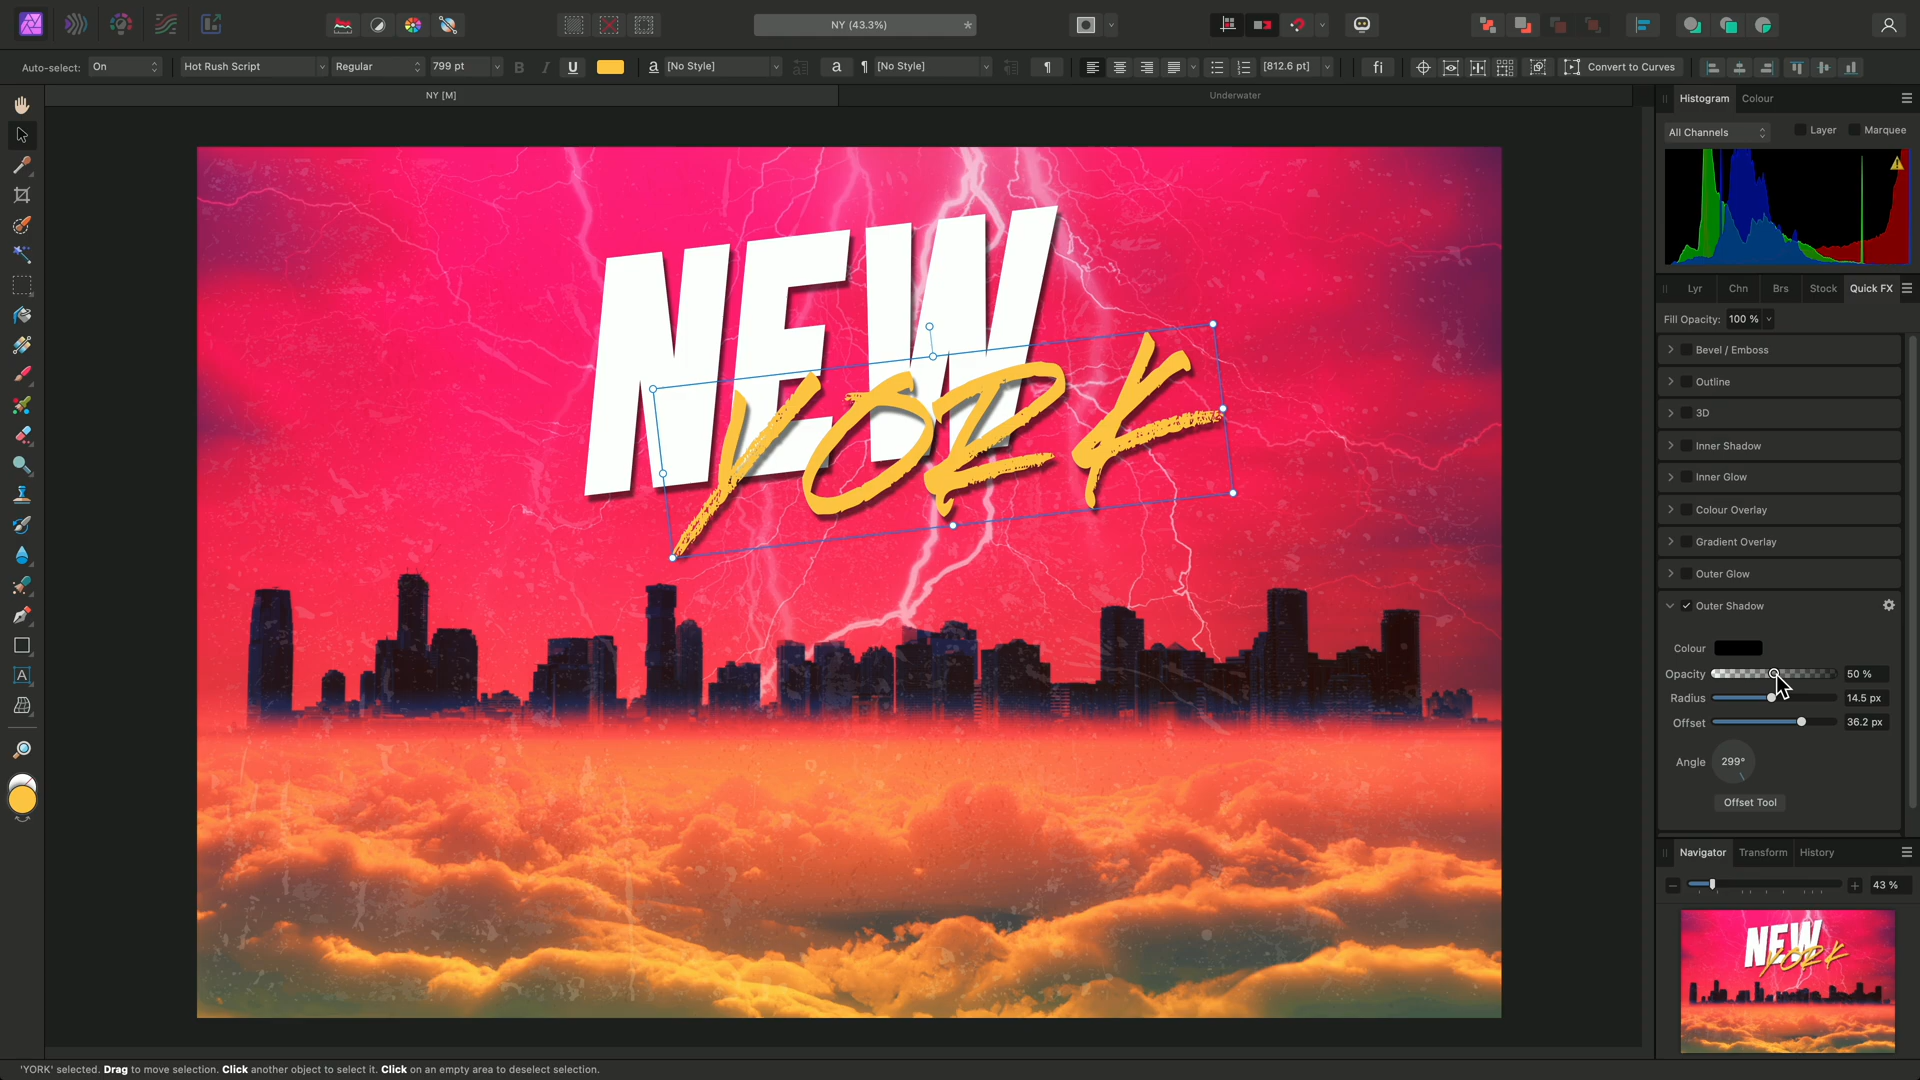 NY (43.3%)
*
Auto-select: On
Hot Rush Script
Regular
799 pt
B I U
a [No Style]
a
¶ [No Style]
¶
[812.6 pt]
fi
Convert to Curves
NY [M]
Underwater
Histogram Colour
All Channels
Layer
Marquee
Lyr Chn Brs Stock Quick FX
Fill Opacity: 100 %
Bevel / Emboss
Outline
3D
Inner Shadow
Inner Glow
Colour Overlay
Gradient Overlay
Outer Glow
Outer Shadow
Colour
Opacity 50 %
Radius 14.5 px
Offset 36.2 px
Angle 299°
Offset Tool
Navigator Transform History
43 %
NEW
YORK
NEW
YORK
A
'YORK' selected. Drag to move selection. Click another object to select it. Click on an empty area to deselect selection.